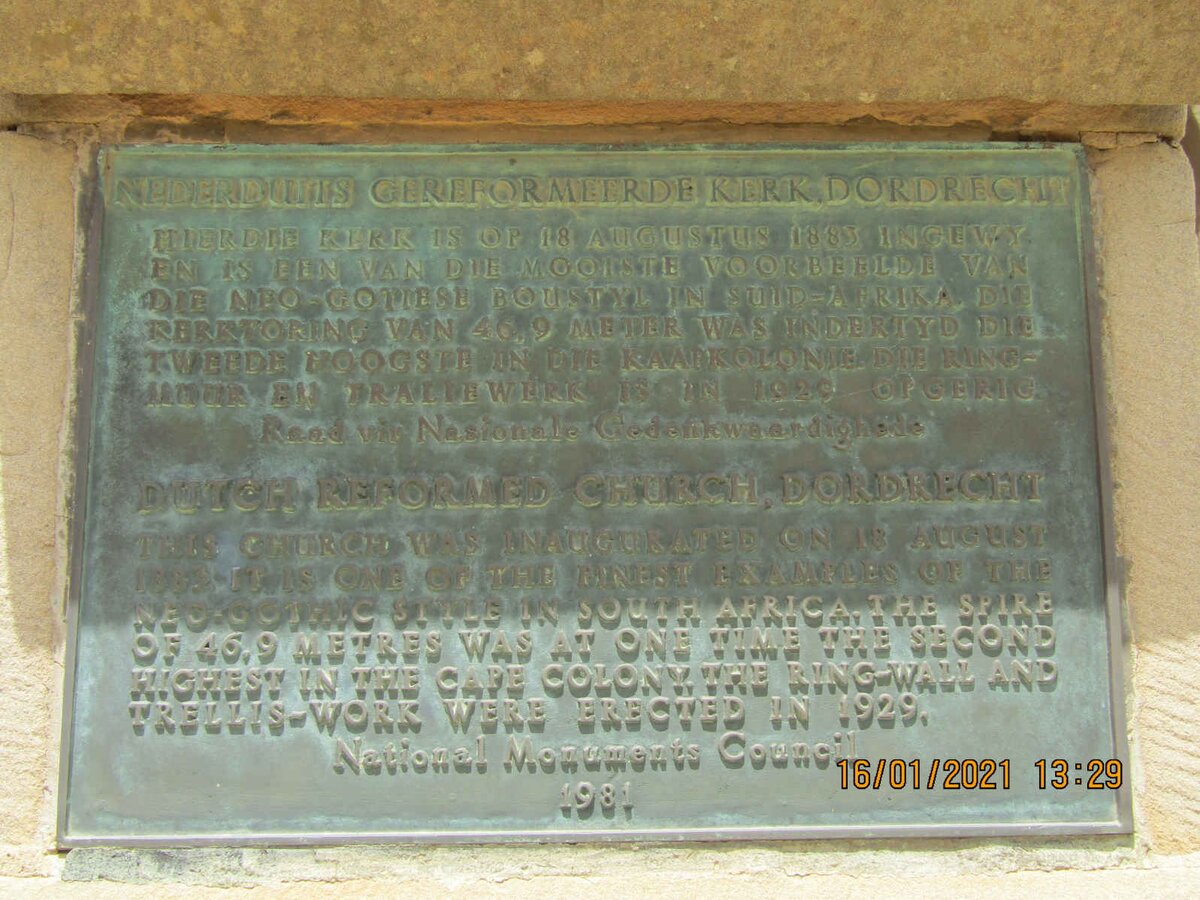 NEDERDUITS GEREFORMEERDE KERK, DORDRECHT
HIERDIE KERK IS OP 18 AUGUSTUS 1883 INGEWY
EN IS EEN VAN DIE MOOISTE VOORBEELDE VAN
DIE NEO-GOTIESE BOUSTYL IN SUID-AFRIKA. DIE
KERKTORING VAN 46,9 METER WAS INDERTYD DIE
TWEEDE HOOGSTE IN DIE KAAPKOLONIE. DIE RING-
MUUR EN TRALIEWERK IS IN 1929 OPGERIG.
Raad vir Nasionale Gedenkwaardighede
DUTCH REFORMED CHURCH, DORDRECHT
THIS CHURCH WAS INAUGURATED ON 18 AUGUST
1883. IT IS ONE OF THE FINEST EXAMPLES OF THE
NEO-GOTHIC STYLE IN SOUTH AFRICA. THE SPIRE
OF 46,9 METRES WAS AT ONE TIME THE SECOND
HIGHEST IN THE CAPE COLONY. THE RING-WALL AND
TRELLIS-WORK WERE ERECTED IN 1929.
National Monuments Council
1981
16/01/2021 13:29